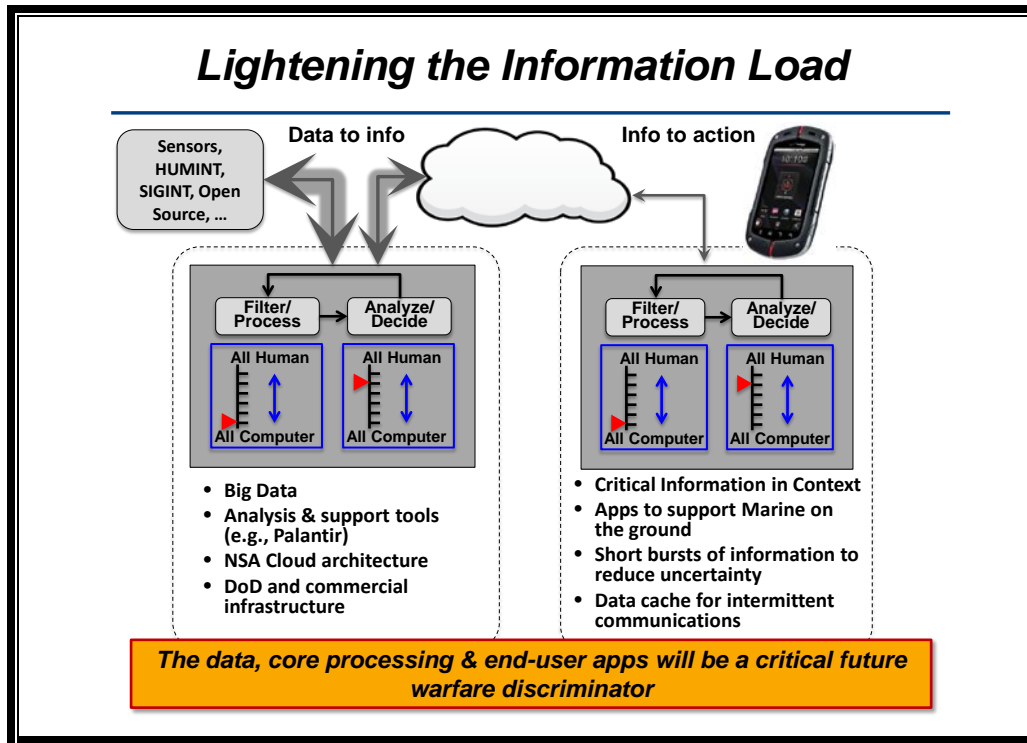 Lightening the Information Load
Data to info
Info to action
Sensors,
HUMINT,
SIGINT, Open
Source, …
Filter/
Process
Analyze/
Decide
All Human
All Computer
All Human
All Computer
• Big Data
• Analysis & support tools
(e.g., Palantir)
• NSA Cloud architecture
• DoD and commercial
infrastructure
Filter/
Process
Analyze/
Decide
All Human
All Computer
All Human
All Computer
• Critical Information in Context
• Apps to support Marine on
the ground
• Short bursts of information to
reduce uncertainty
• Data cache for intermittent
communications
The data, core processing & end-user apps will be a critical future
warfare discriminator